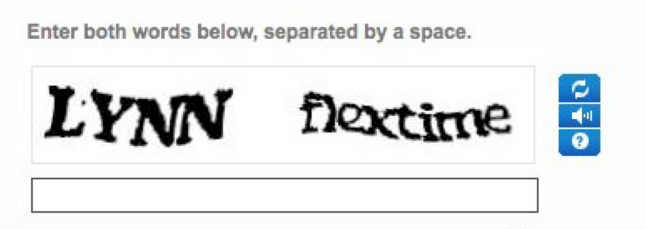 Enter both words below, separated by a space.
LYNN flextime
?